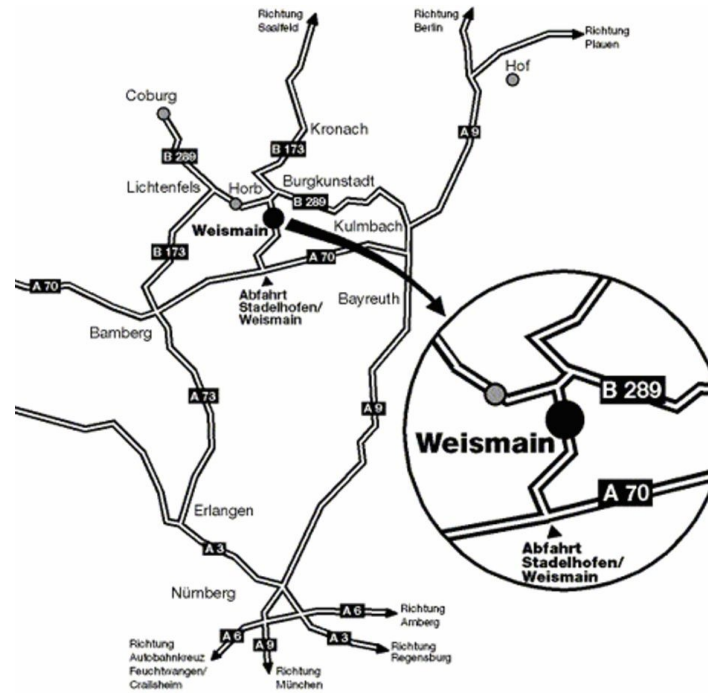 Richtung
Saalfeld
Richtung
Berlin
Richtung
Plauen
Hof
Coburg
A 9
Kronach
B 173
B 289
Lichtenfels
Horb
Burgkunstadt
B 289
Weismain
Kulmbach
B 173
A 70
A 70
Abfahrt
Stadelhofen/
Weismain
Bayreuth
Bamberg
A 73
A 9
B 289
Weismain
A 70
Abfahrt
Stadelhofen/
Weismain
Erlangen
A 3
Nürnberg
Richtung
Amberg
A 6
A 6
A 9
A 3
Richtung
Autobahnkreuz
Feuchtwangen/
Crailsheim
Richtung
München
Richtung
Regensburg